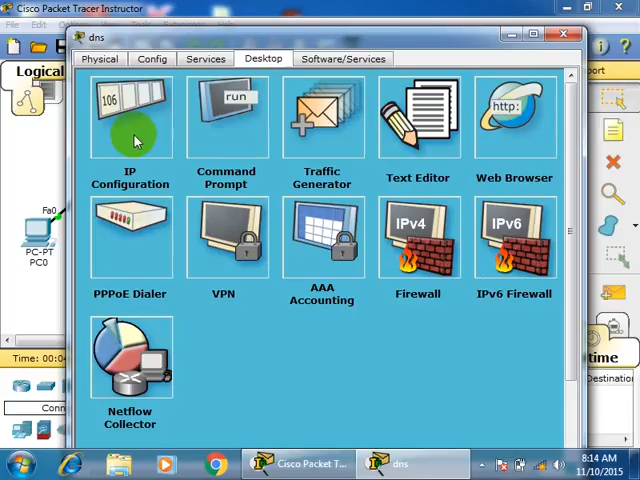 Cisco Packet Tracer Instructor
File Edit
dns
Logical
Physical Config Services Desktop Software/Services
106
run
http:
IP Configuration
Command Prompt
Traffic Generator
Text Editor
Web Browser
Fa0
PC-PT
PC0
IPv4
IPv6
PPPoE Dialer
VPN
AAA Accounting
Firewall
IPv6 Firewall
Netflow Collector
Time: 00:0
Destination
Cisco Packet T...
dns
8:14 AM
11/10/2015